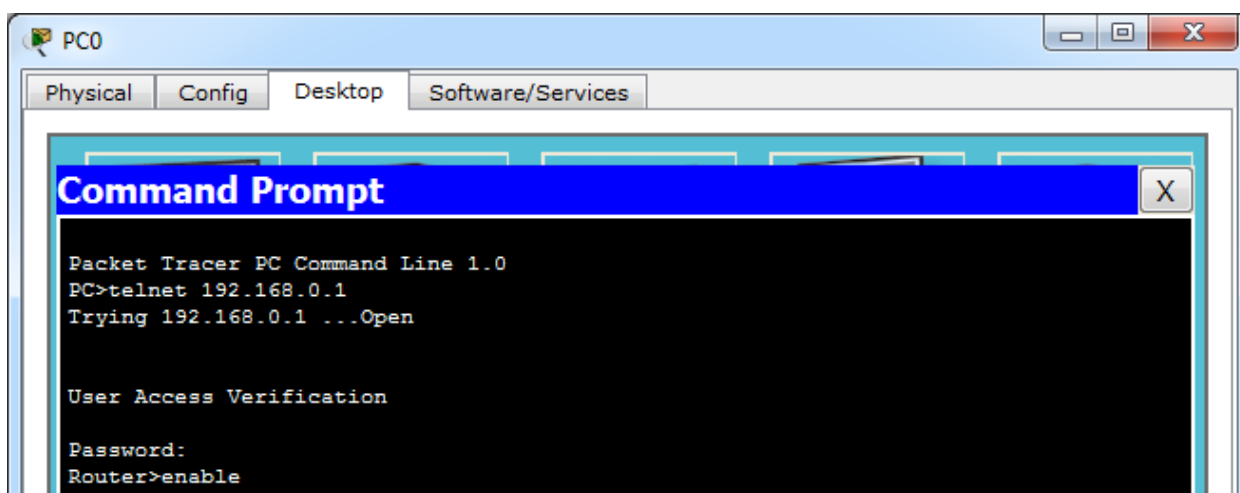 PC0
X
Physical Config Desktop Software/Services
Command Prompt X
Packet Tracer PC Command Line 1.0
PC>telnet 192.168.0.1
Trying 192.168.0.1 ...Open
User Access Verification
Password:
Router>enable